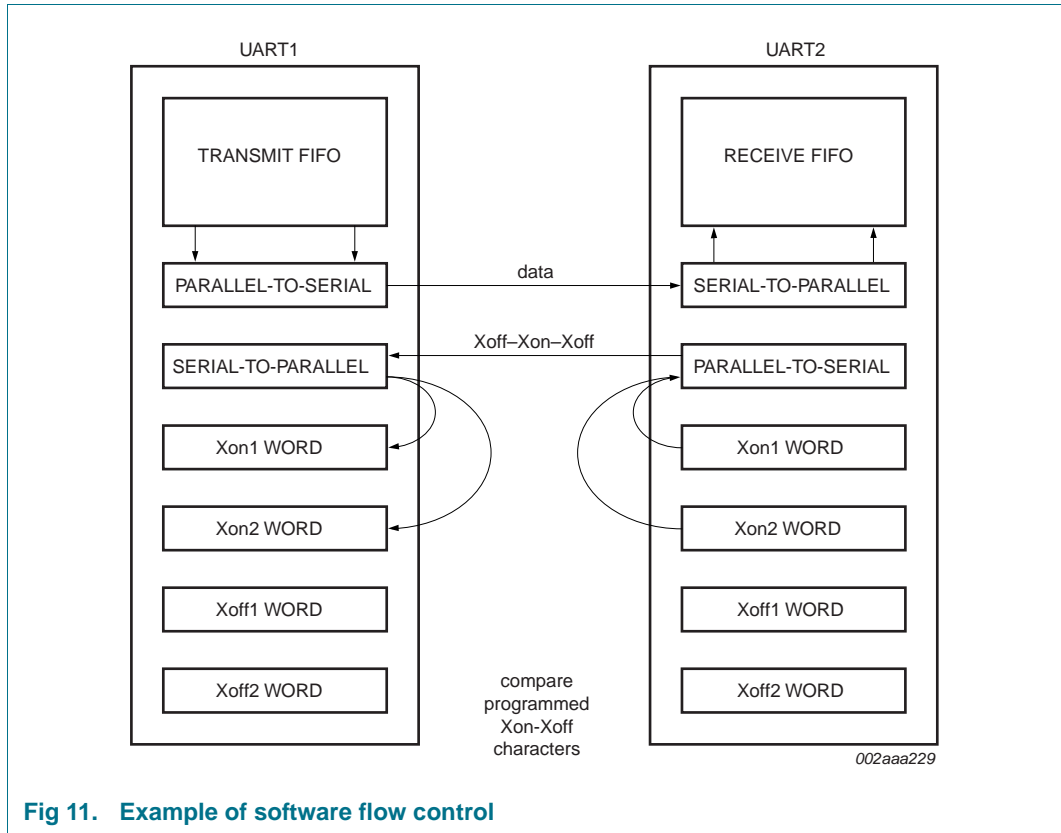 UART1
UART2
TRANSMIT FIFO
RECEIVE FIFO
data
PARALLEL-TO-SERIAL
SERIAL-TO-PARALLEL
Xoff–Xon–Xoff
SERIAL-TO-PARALLEL
PARALLEL-TO-SERIAL
Xon1 WORD
Xon1 WORD
Xon2 WORD
Xon2 WORD
Xoff1 WORD
Xoff1 WORD
Xoff2 WORD
Xoff2 WORD
compare
programmed
Xon-Xoff
characters
002aaa229
Fig 11. Example of software flow control